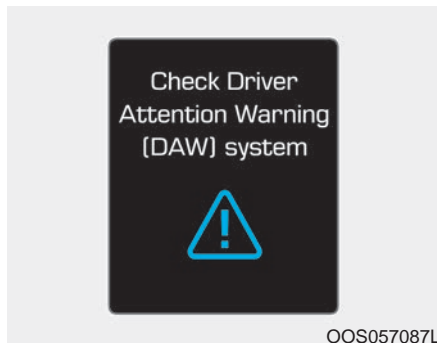 Check Driver
Attention Warning
(DAW) system
OOS057087L